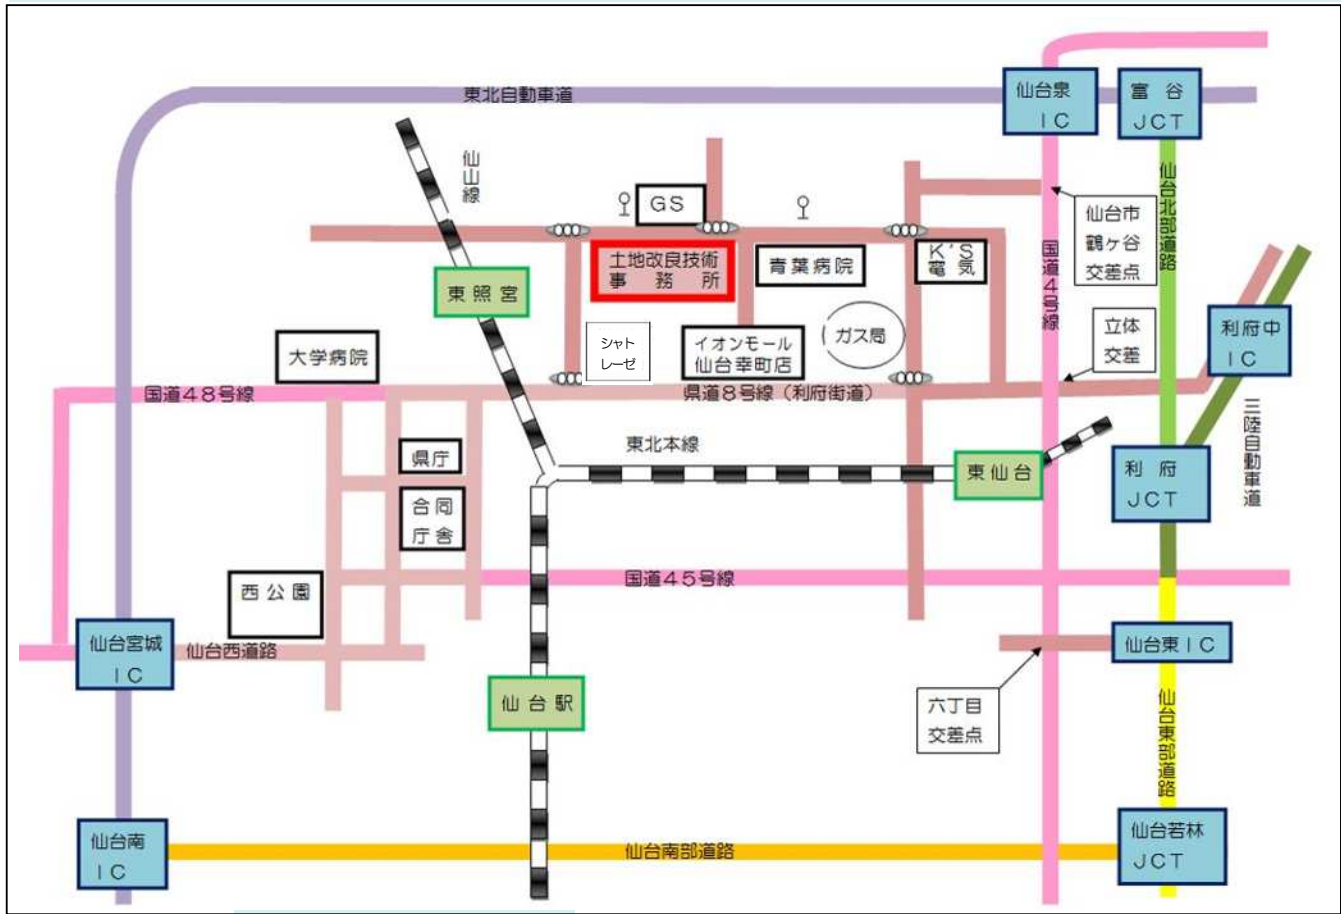 東北自動車道
仙台泉
IC
富谷
JCT
仙山線
GS
仙台市
鶴ヶ谷
交差点
国道4号線
仙台北部道路
土地改良技術
事務所
青葉病院
K'S
電気
東照宮
シャト
レーゼ
イオンモール
仙台幸町店
ガス局
立体
交差
利府中
IC
大学病院
国道48号線
県道8号線(利府街道)
三陸自動車道
県庁
東北本線
東仙台
利府
JCT
合同
庁舎
西公園
国道45号線
仙台宮城
IC
仙台西道路
仙台東IC
仙台駅
六丁目
交差点
仙台東部道路
仙台南
IC
仙台南部道路
仙台若林
JCT